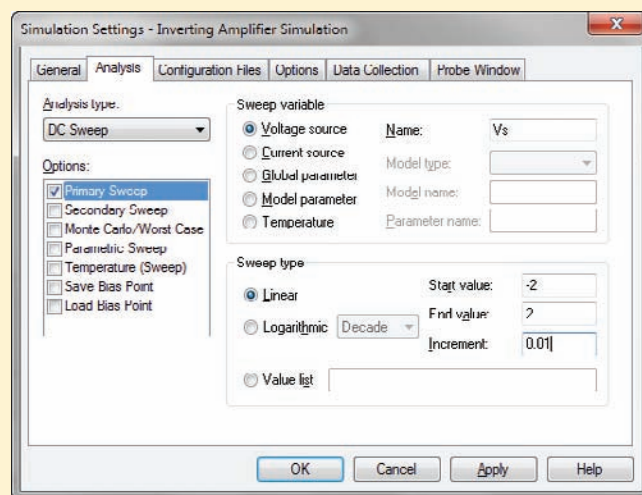 Simulation Settings - Inverting Amplifier Simulation
X
General Analysis Configuration Files Options Data Collection Probe Window
Analysis type:
DC Sweep
Options:
Primary Sweep
Secondary Sweep
Monte Carlo/Worst Case
Parametric Sweep
Temperature (Sweep)
Save Bias Point
Load Bias Point
Sweep variable
Voltage source Name: Vs
Current source Model type:
Global parameter
Model parameter Model name:
Temperature Parameter name:
Sweep type
Linear
Start value: -2
End value: 2
Logarithmic Decade
Increment: 0.01
Value list
OK Cancel Apply Help